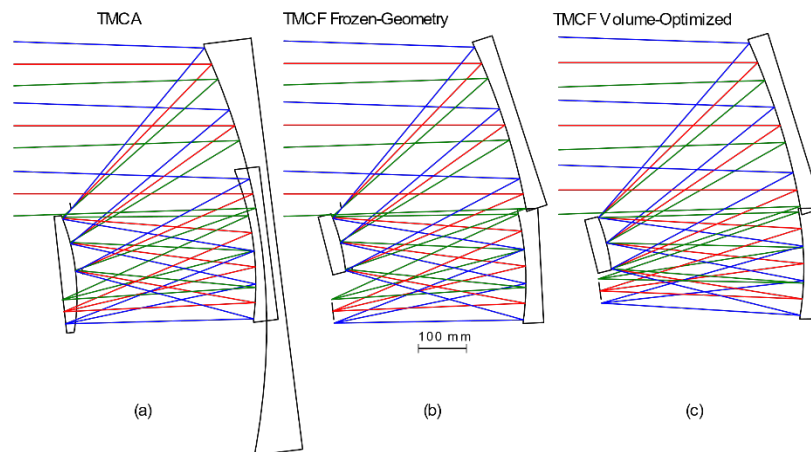 TMCA
TMCF Frozen-Geometry
TMCF Volume-Optimized
100 mm
(a)
(b)
(c)